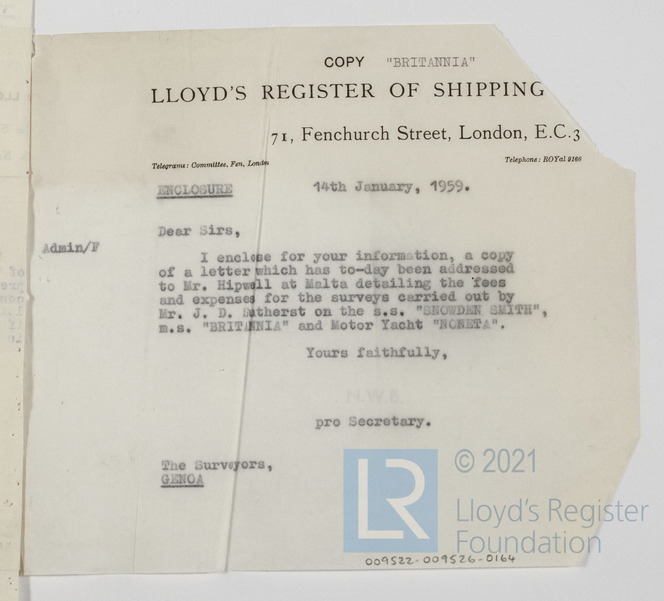 COPY "BRITANNIA"
LLOYD'S REGISTER OF SHIPPING
71, Fenchurch Street, London, E.C.3
Telegrams: Committee, Fen, London
Telephone: ROYal 9166
ENCLOSURE 14th January, 1959.
Dear Sirs,
Admin/F
I enclose for your information, a copy
of a letter which has to-day been addressed
to Mr. Hipwell at Malta detailing the fees
and expenses for the surveys carried out by
Mr. J. D. Sutherst on the s.s. "SNOWDEN SMITH",
m.s. "BRITANNIA" and Motor Yacht "NONETA".
Yours faithfully,
pro Secretary.
The Surveyors,
GENOA
LR
© 2021
Lloyd's Register
Foundation
009522-009526-0164